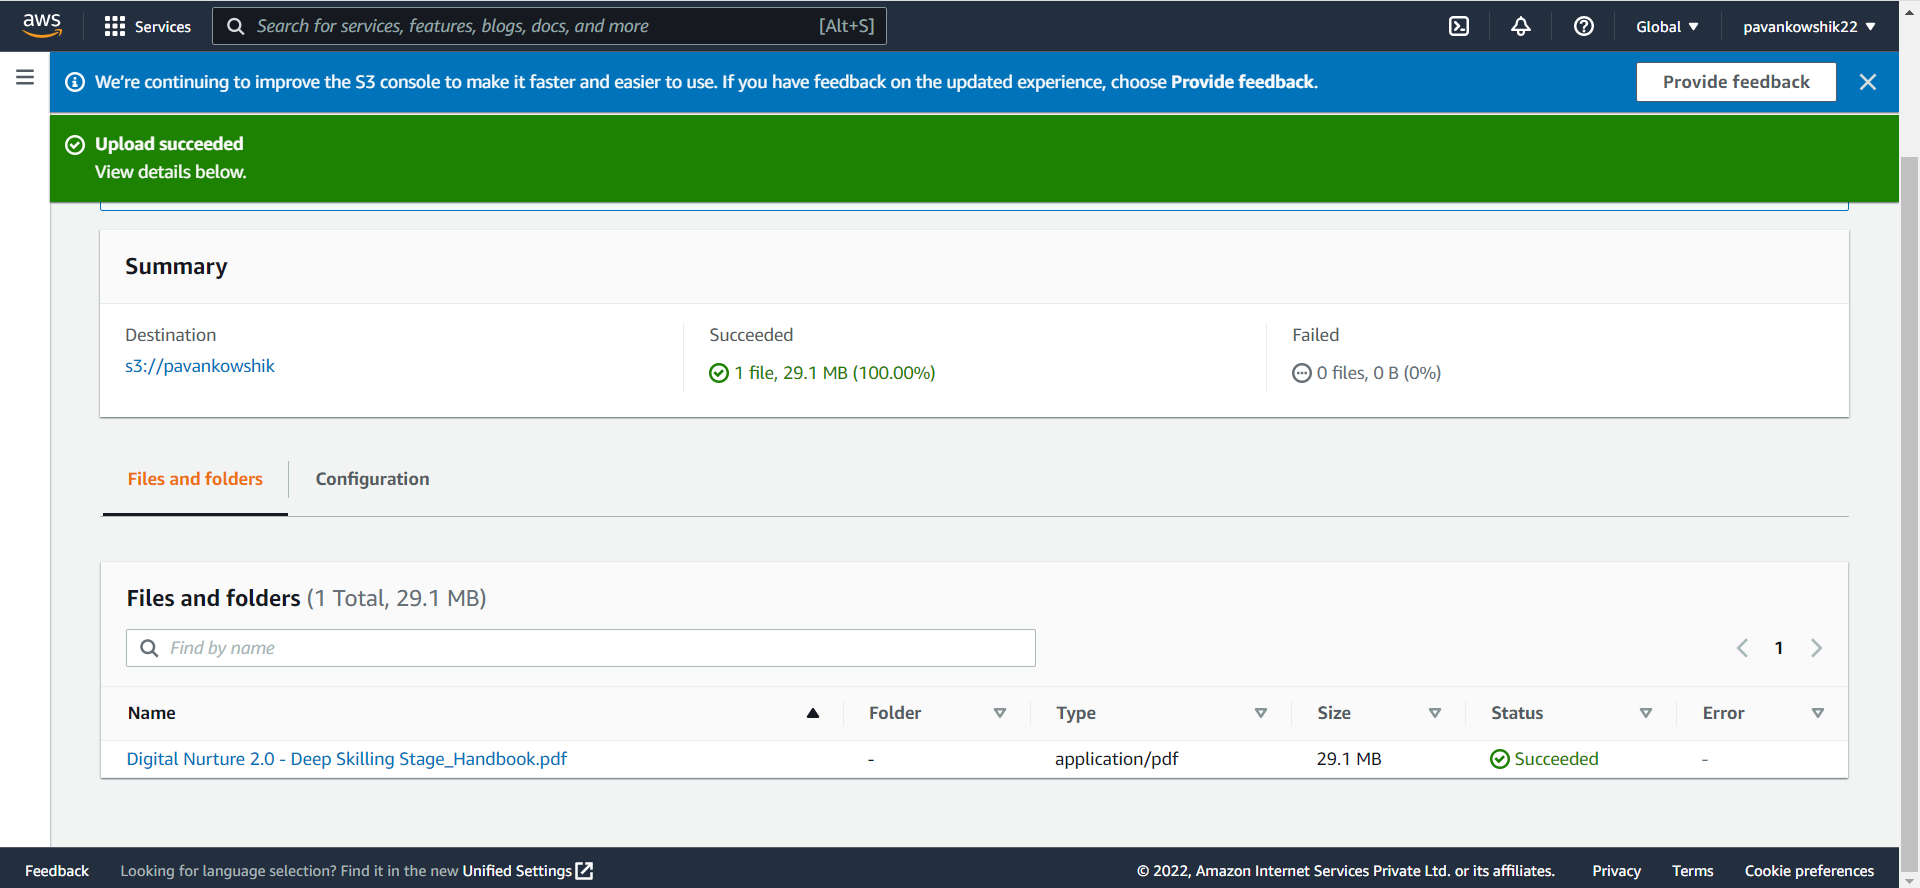 aws
Services
Search for services, features, blogs, docs, and more [Alt+S]
Global ▼
pavankowshik22 ▼
We're continuing to improve the S3 console to make it faster and easier to use. If you have feedback on the updated experience, choose Provide feedback.
Provide feedback
Upload succeeded
View details below.
Summary
Destination Succeeded Failed
s3://pavankowshik 1 file, 29.1 MB (100.00%) 0 files, 0 B (0%)
Files and folders Configuration
Files and folders (1 Total, 29.1 MB)
Find by name
1
Name Folder Type Size Status Error
Digital Nurture 2.0 - Deep Skilling Stage_Handbook.pdf - application/pdf 29.1 MB Succeeded -
Feedback Looking for language selection? Find it in the new Unified Settings © 2022, Amazon Internet Services Private Ltd. or its affiliates. Privacy Terms Cookie preferences